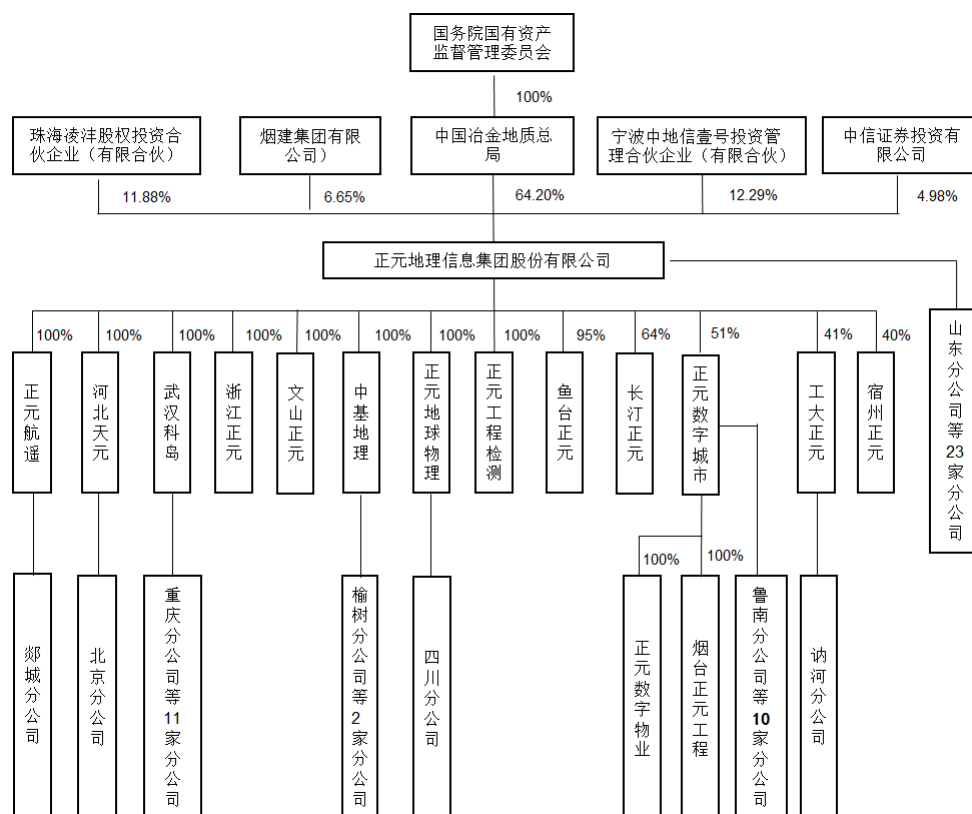 国务院国有资产
监督管理委员会
100%
珠海凌沣股权投资合
伙企业（有限合伙）
烟建集团有限
公司）
中国冶金地质总
局
宁波中地信壹号投资管
理合伙企业（有限合伙）
中信证券投资有
限公司
11.88%
6.65%
64.20%
12.29%
4.98%
正元地理信息集团股份有限公司
100%
100%
100%
100%
100%
100%
100%
100%
95%
64%
51%
41%
40%
正元航遥
河北天元
武汉科岛
浙江正元
文山正元
中基地理
正元地球物理
正元工程检测
鱼台正元
长汀正元
正元数字城市
工大正元
宿州正元
山东分公司等23家分公司
100%
100%
郯城分公司
北京分公司
重庆分公司等11家分公司
榆树分公司等2家分公司
四川分公司
正元数字物业
烟台正元工程
鲁南分公司等10家分公司
讷河分公司